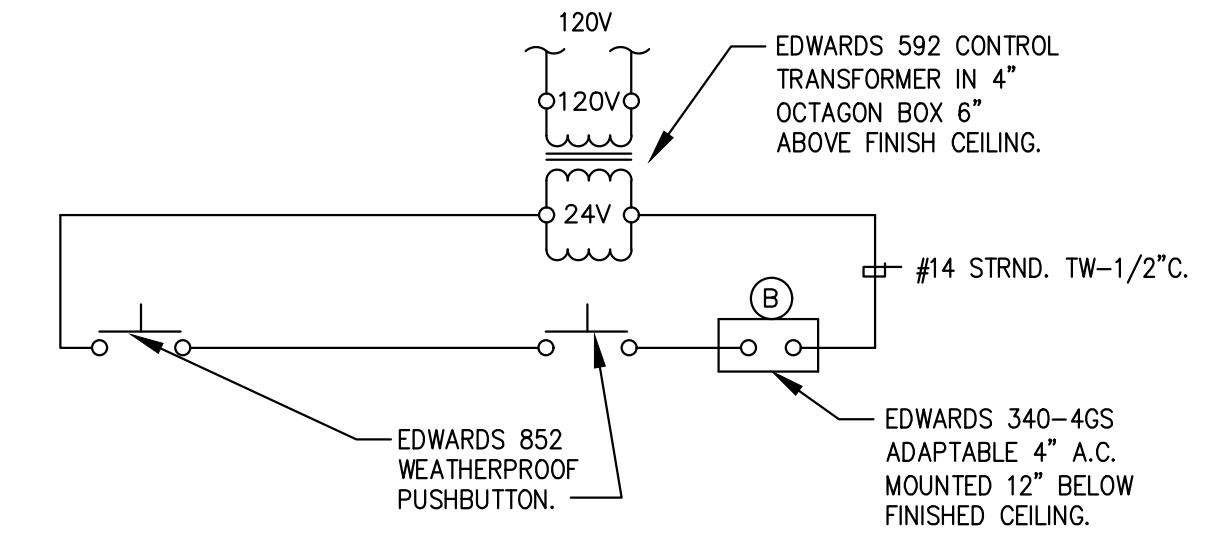 120V
EDWARDS 592 CONTROL
TRANSFORMER IN 4"
OCTAGON BOX 6"
ABOVE FINISH CEILING.
120V
24V
#14 STRND. TW-1/2"C.
B
EDWARDS 852
WEATHERPROOF
PUSHBUTTON.
EDWARDS 340-4GS
ADAPTABLE 4" A.C.
MOUNTED 12" BELOW
FINISHED CEILING.